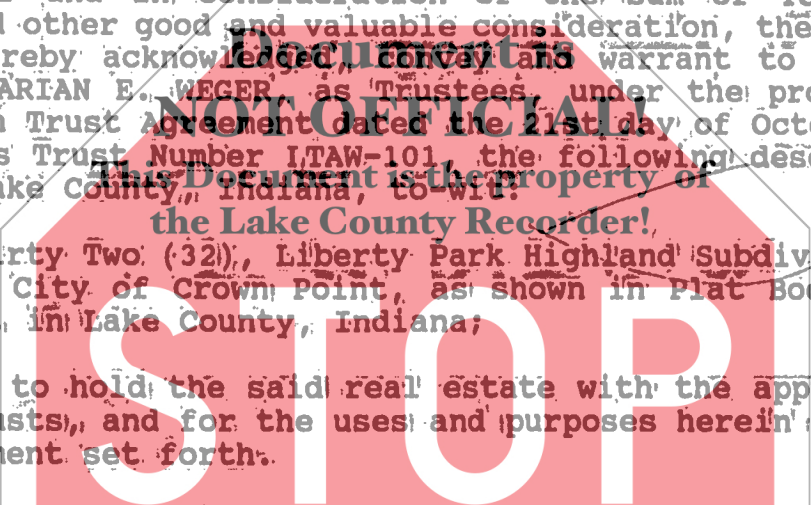 d other good and valuable consideration, the
reby acknowledged, convey and warrant to
Document is
ARIAN E. WEGER, as Trustees, under the pro
NOT OFFICIAL!
Trust Agreement dated the 21st day of Oct
s Trust Number LTAW-101, the following des
This Document is the property of
ake County, Indiana, to wit:
the Lake County Recorder!
rty Two (32), Liberty Park Highland Subdiv
City of Crown Point, as shown in Plat Boo
in Lake County, Indiana;
STOP
to hold the said real estate with the app
usts, and for the uses and purposes herein
ment set forth.